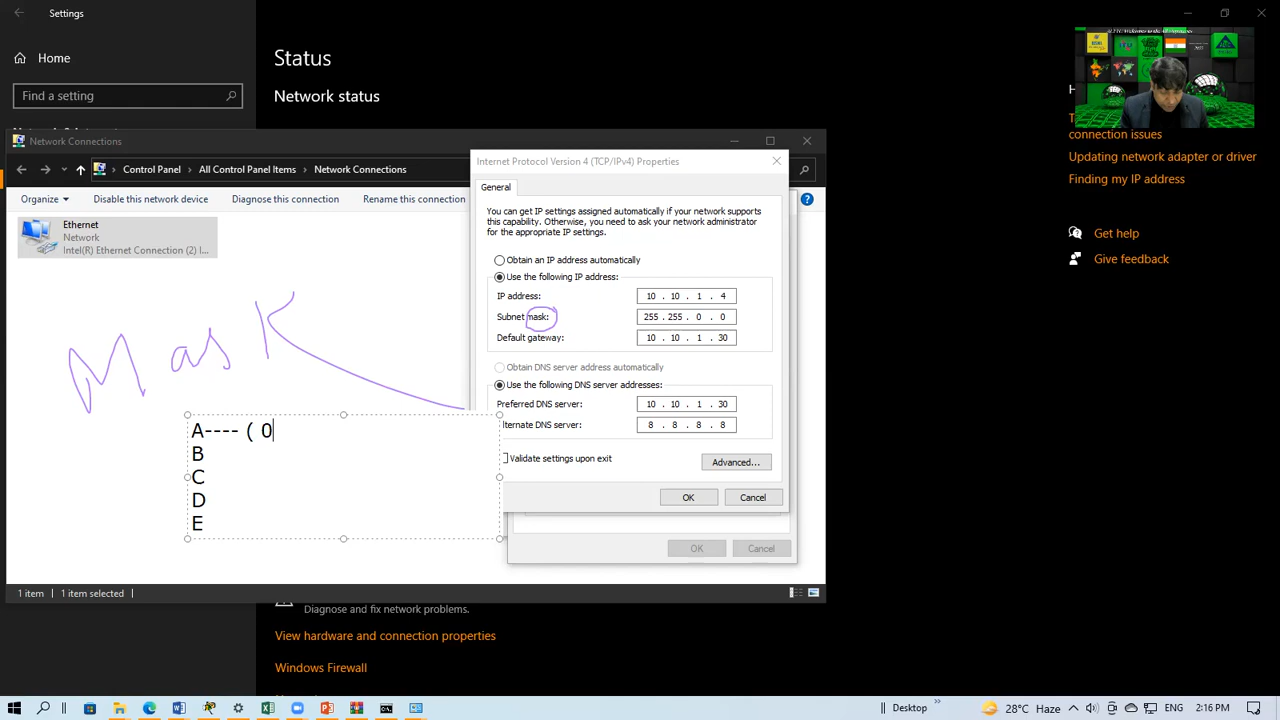 Settings
Home
Find a setting
Status
Network status
connection issues
Updating network adapter or driver
Finding my IP address
Get help
Give feedback
Network Connections
Control Panel
All Control Panel Items
Network Connections
Organize
Disable this network device
Diagnose this connection
Rename this connection
Ethernet
Network
Intel(R) Ethernet Connection (2) I...
Mask
A---- ( 0
B
C
D
E
Internet Protocol Version 4 (TCP/IPv4) Properties
General
You can get IP settings assigned automatically if your network supports
this capability. Otherwise, you need to ask your network administrator
for the appropriate IP settings.
Obtain an IP address automatically
Use the following IP address:
IP address: 10 . 10 . 1 . 4
Subnet mask: 255 . 255 . 0 . 0
Default gateway: 10 . 10 . 1 . 30
Obtain DNS server address automatically
Use the following DNS server addresses:
Preferred DNS server: 10 . 10 . 1 . 30
lternate DNS server: 8 . 8 . 8 . 8
Validate settings upon exit
Advanced...
OK
Cancel
OK
Cancel
1 item
1 item selected
Diagnose and fix network problems.
View hardware and connection properties
Windows Firewall
Desktop
28°C Haze
ENG
2:16 PM